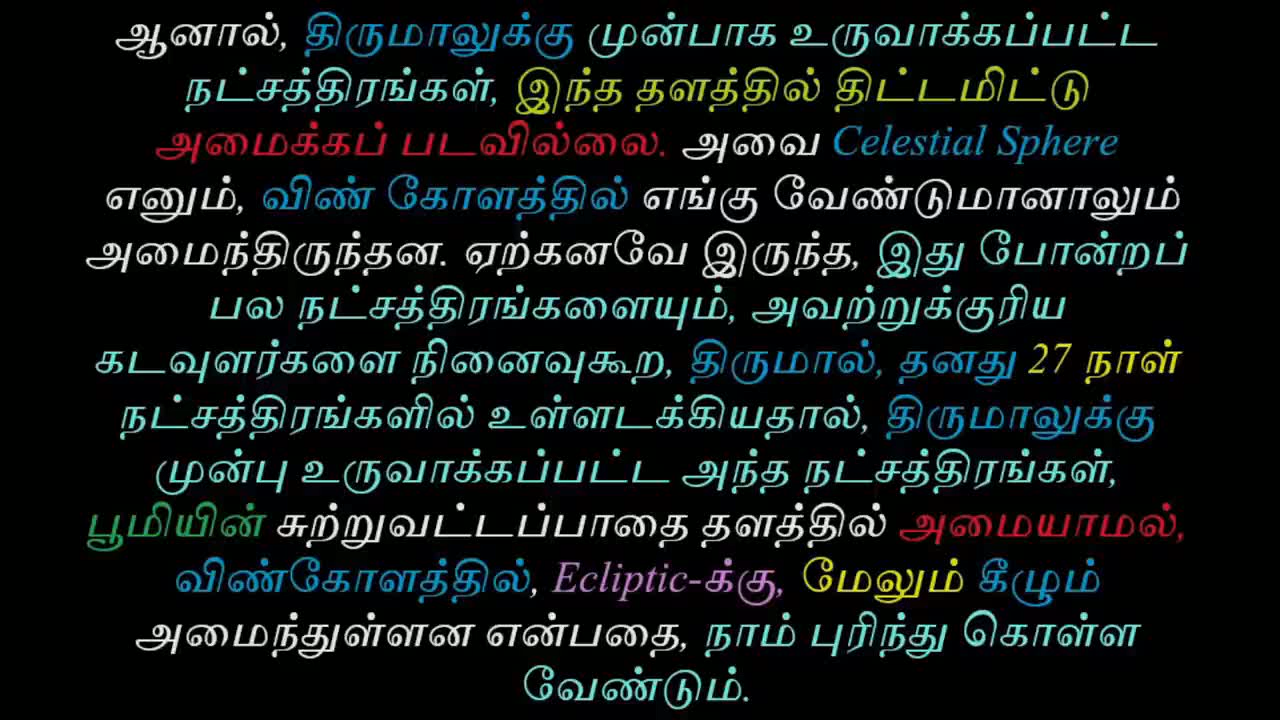 ஆனால், திருமாலுக்கு முன்பாக உருவாக்கப்பட்ட
நட்சத்திரங்கள், இந்த தளத்தில் திட்டமிட்டு
அமைக்கப் படவில்லை. அவை Celestial Sphere
எனும், விண் கோளத்தில் எங்கு வேண்டுமானாலும்
அமைந்திருந்தன. ஏற்கனவே இருந்த, இது போன்றப்
பல நட்சத்திரங்களையும், அவற்றுக்குரிய
கடவுளர்களை நினைவுகூற, திருமால், தனது 27 நாள்
நட்சத்திரங்களில் உள்ளடக்கியதால், திருமாலுக்கு
முன்பு உருவாக்கப்பட்ட அந்த நட்சத்திரங்கள்,
பூமியின் சுற்றுவட்டப்பாதை தளத்தில் அமையாமல்,
விண்கோளத்தில், Ecliptic-க்கு, மேலும் கீழும்
அமைந்துள்ளன என்பதை, நாம் புரிந்து கொள்ள
வேண்டும்.